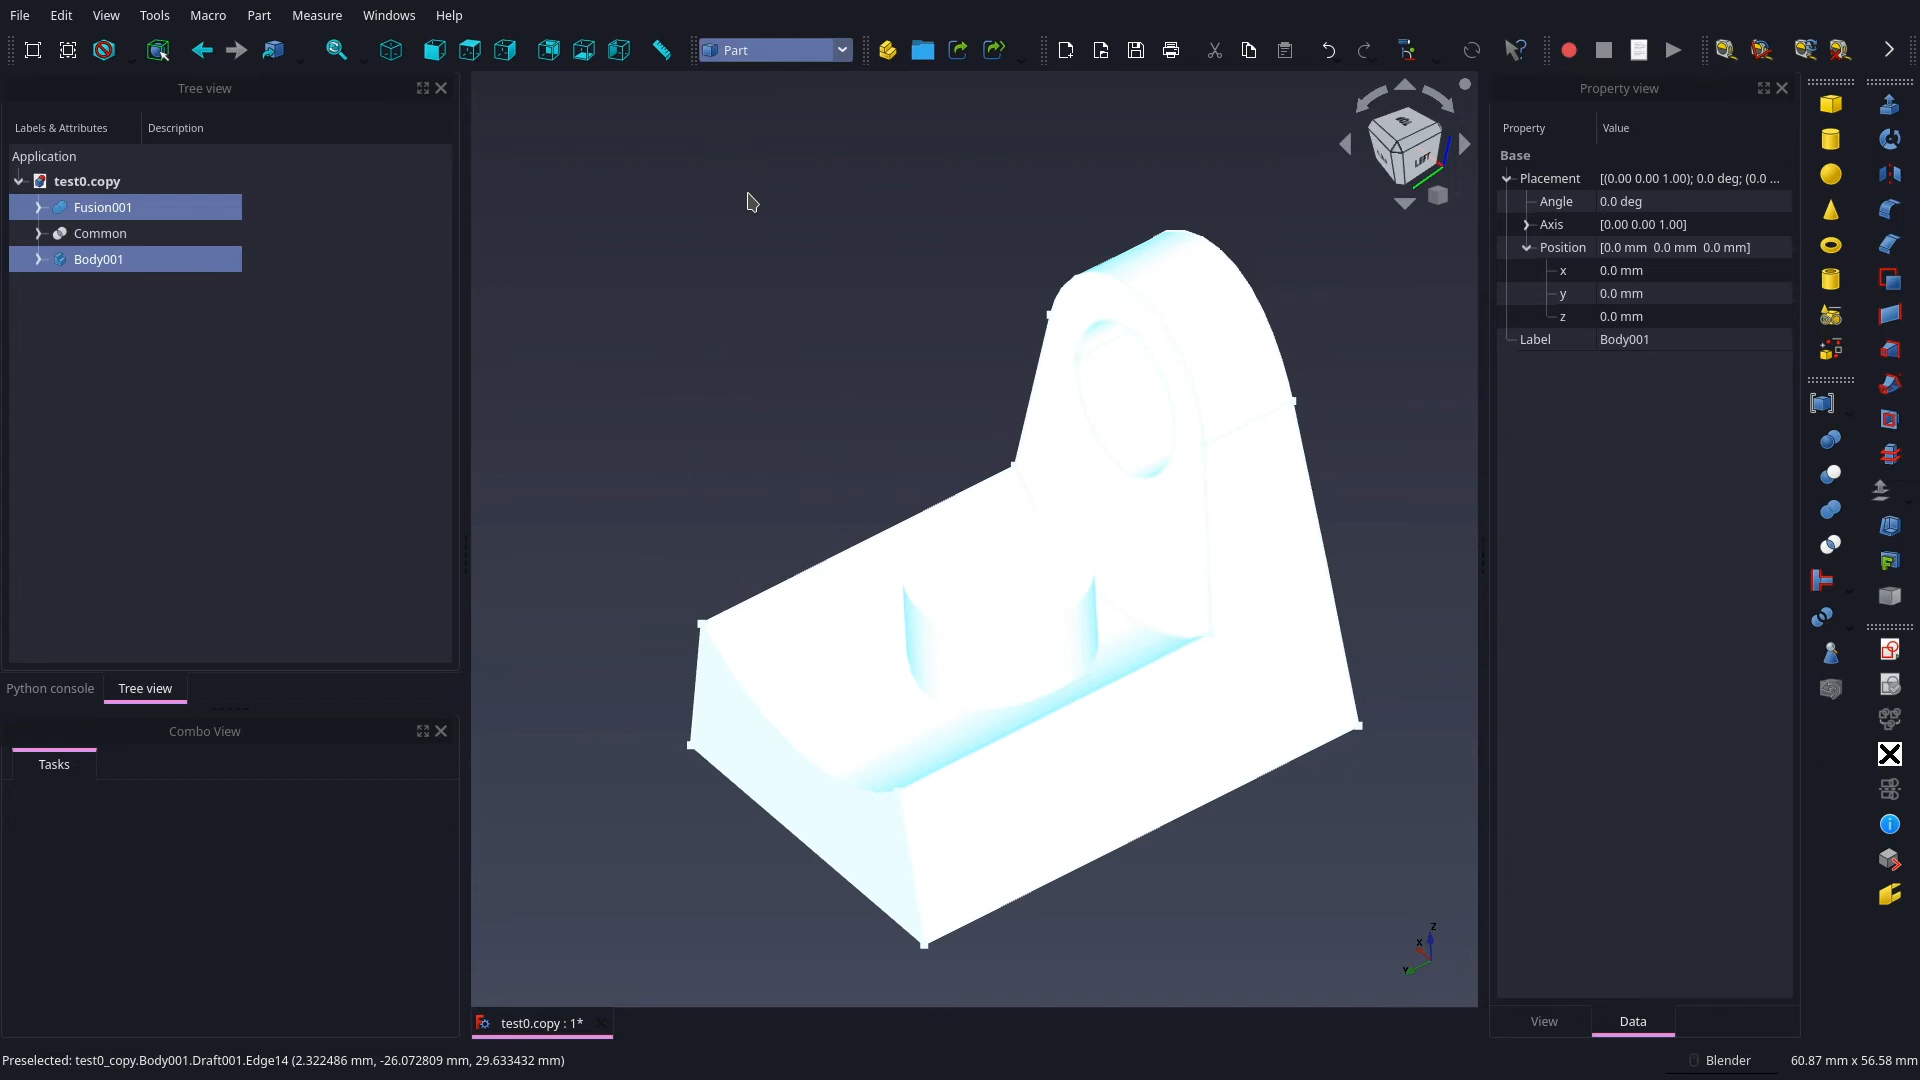 File Edit View Tools Macro Part Measure Windows Help
Part
Tree view
Labels & Attributes Description
Application
test0.copy
Fusion001
Common
Body001
Python console Tree view
Combo View
Tasks
TOP
LEFT
Z
X
Y
test0.copy : 1*
Property view
Property Value
Base
Placement [(0.00 0.00 1.00); 0.0 deg; (0.0 ...
Angle 0.0 deg
Axis [0.00 0.00 1.00]
Position [0.0 mm 0.0 mm 0.0 mm]
x 0.0 mm
y 0.0 mm
z 0.0 mm
Label Body001
View Data
Preselected: test0_copy.Body001.Draft001.Edge14 (2.322486 mm, -26.072809 mm, 29.633432 mm)
Blender 60.87 mm x 56.58 mm